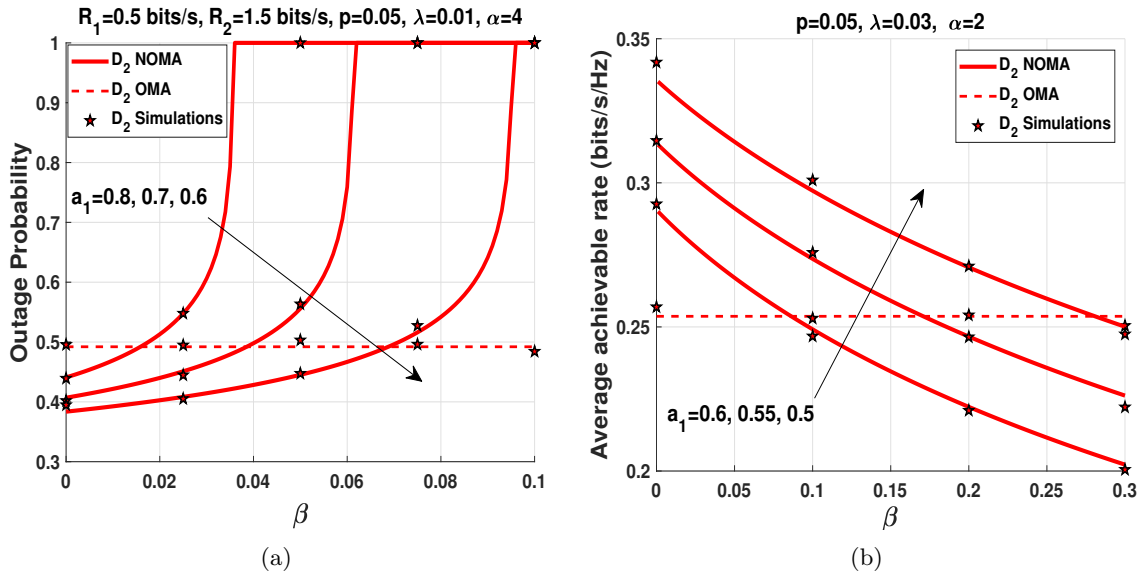 R₁=0.5 bits/s, R₂=1.5 bits/s, p=0.05, λ=0.01, α=4
1
0.9
0.8
0.7
0.6
0.5
0.4
0.3
Outage Probability
D₂ NOMA
D₂ OMA
D₂ Simulations
a₁=0.8, 0.7, 0.6
0
0.02
0.04
0.06
0.08
0.1
β
(a)
p=0.05, λ=0.03, α=2
0.35
0.3
0.25
0.2
Average achievable rate (bits/s/Hz)
D₂ NOMA
D₂ OMA
D₂ Simulations
a₁=0.6, 0.55, 0.5
0
0.05
0.1
0.15
0.2
0.25
0.3
β
(b)